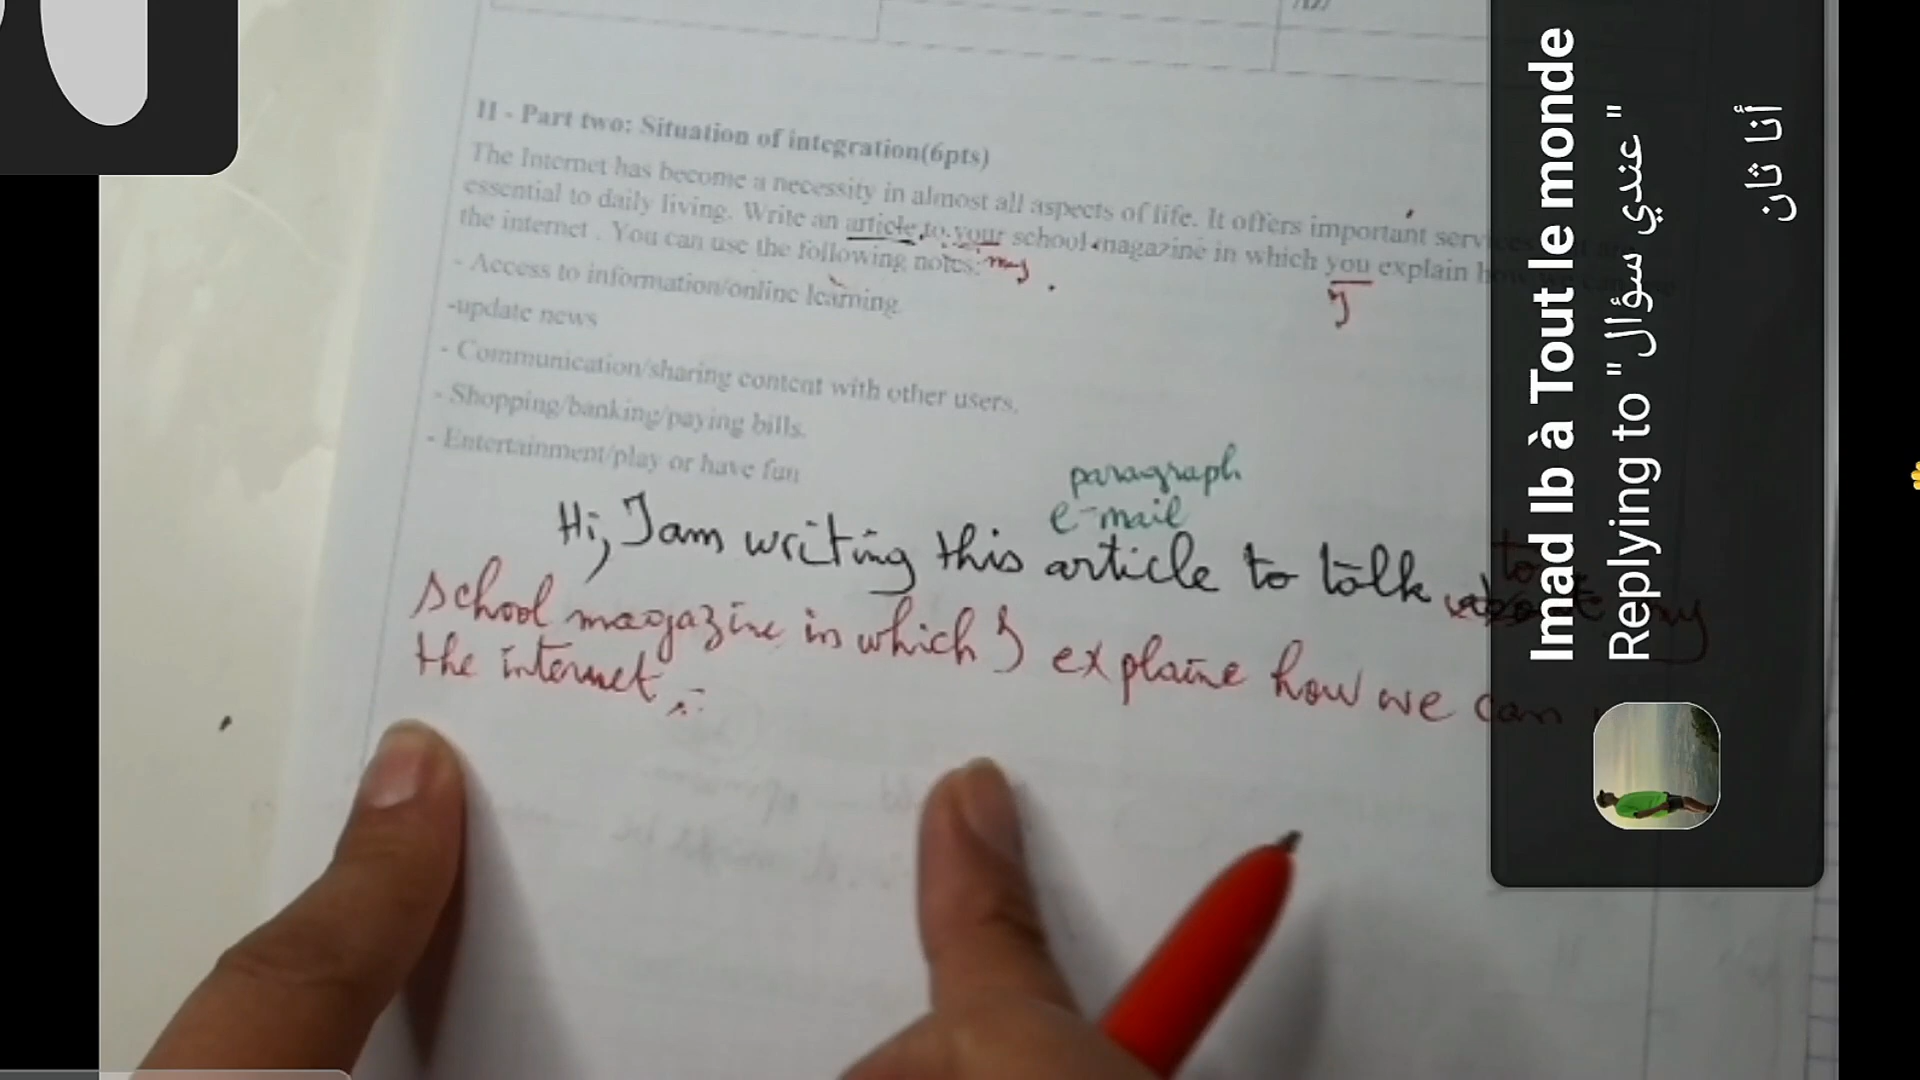 II - Part two: Situation of integration(6pts)
The Internet has become a necessity in almost all aspects of life. It offers important
essential to daily living. Write an article to your school magazine in which you explain
the internet . You can use the following notes: my
I
- Access to information/online learning.
-update news
- Communication/sharing content with other users.
- Shopping/banking/paying bills.
- Entertainment/play or have fun
paragraph
e-mail
Hi, I am writing this article to talk to my
school magazine in which I explaine how we can
the internet
Imad Ib à Tout le monde
Replying to "عندي سؤال"
أنا ثان